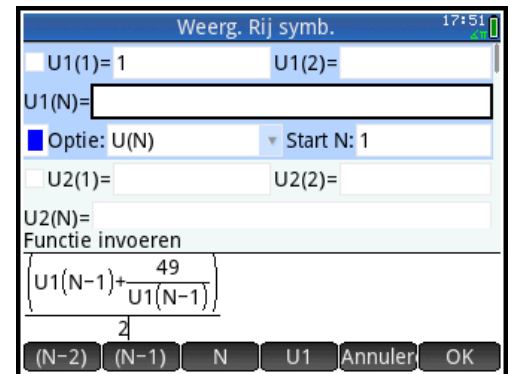 Weerg. Rij symb. 17:51
∡π
U1(1)= 1 U1(2)=
U1(N)=
Optie: U(N) Start N: 1
U2(1)= U2(2)=
U2(N)=
Functie invoeren
(U1(N-1)+49/U1(N-1))/2
(N-2) (N-1) N U1 Annuler OK